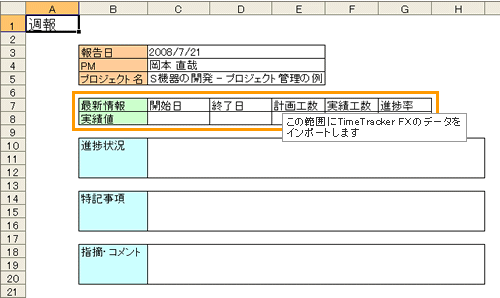 A B C D E F G H
1 週報
2
3 報告日 2008/7/21
4 PM 岡本 直哉
5 プロジェクト名 S機器の開発 - プロジェクト管理の例
6
7 最新情報 開始日 終了日 計画工数 実績工数 進捗率
8 実績値
この範囲にTimeTracker FXのデータを
インポートします
9
10 進捗状況
11
12
13
14 特記事項
15
16
17
18 指摘・コメント
19
20
21